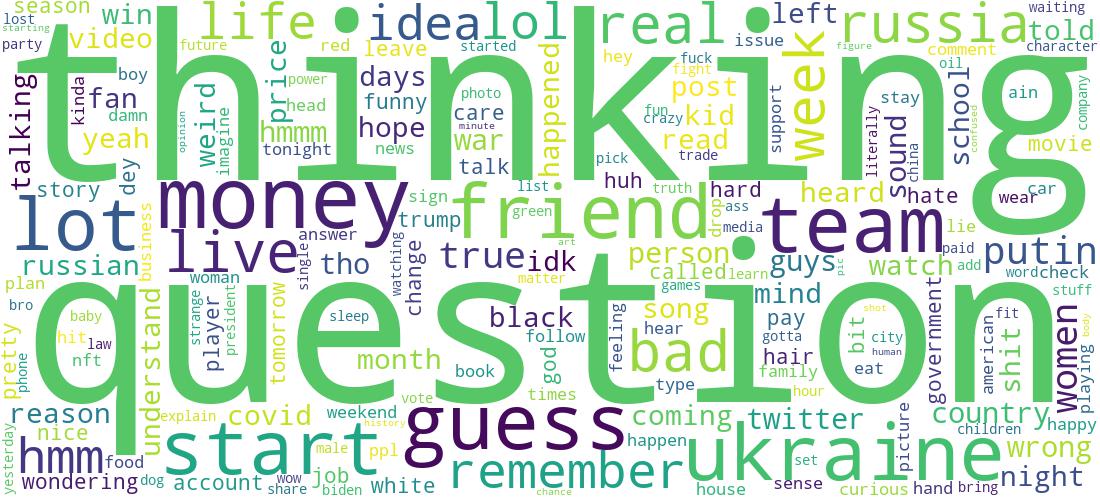 thinking
question
season
lost
starting
win
party
video
life
future
red
idea
leave
lol
started
hey
real
issue
fuck
fight
left
russia
figure
comment
waiting
told
character
oil
boy
kinda
fan
damn
yeah
talking
opinion
weird
imagine
price
power
head
hmmm
tonight
days
funny
hope
news
photo
care
minute
war
talk
happened
fun
crazy
pick
post
kid
read
trade
support
week
literally
stay
sound
china
school
confused
ain
company
movie
car
wear
dey
story
lot
money
sign
trump
friend
list
green
huh
truth
hard
ass
media
drop
heard
hate
team
lie
paid
putin
russian
business
live
answer
single
woman
tho
watching
change
true
idk
art
matter
person
called
learn
games
guys
pic
watch
add
word
check
stuff
plan
bro
pretty
phone
baby
hit
law
nft
understand
strange
player
president
tomorrow
sleep
month
black
follow
book
god
times
feeling
song
hear
bad
type
mind
pay
gotta
hair
family
hour
bit
shot
city
human
eat
government
american
fit
shit
women
body
playing
happy
reason
nice
explain
covid
weekend
vote
history
guess
coming
happen
twitter
picture
country
children
wrong
yesterday
hmm
food
wondering
dog
start
account
wow
share
male
ppl
job
biden
white
remember
chance
ukraine
house
set
sense
curious
hand
bring
night